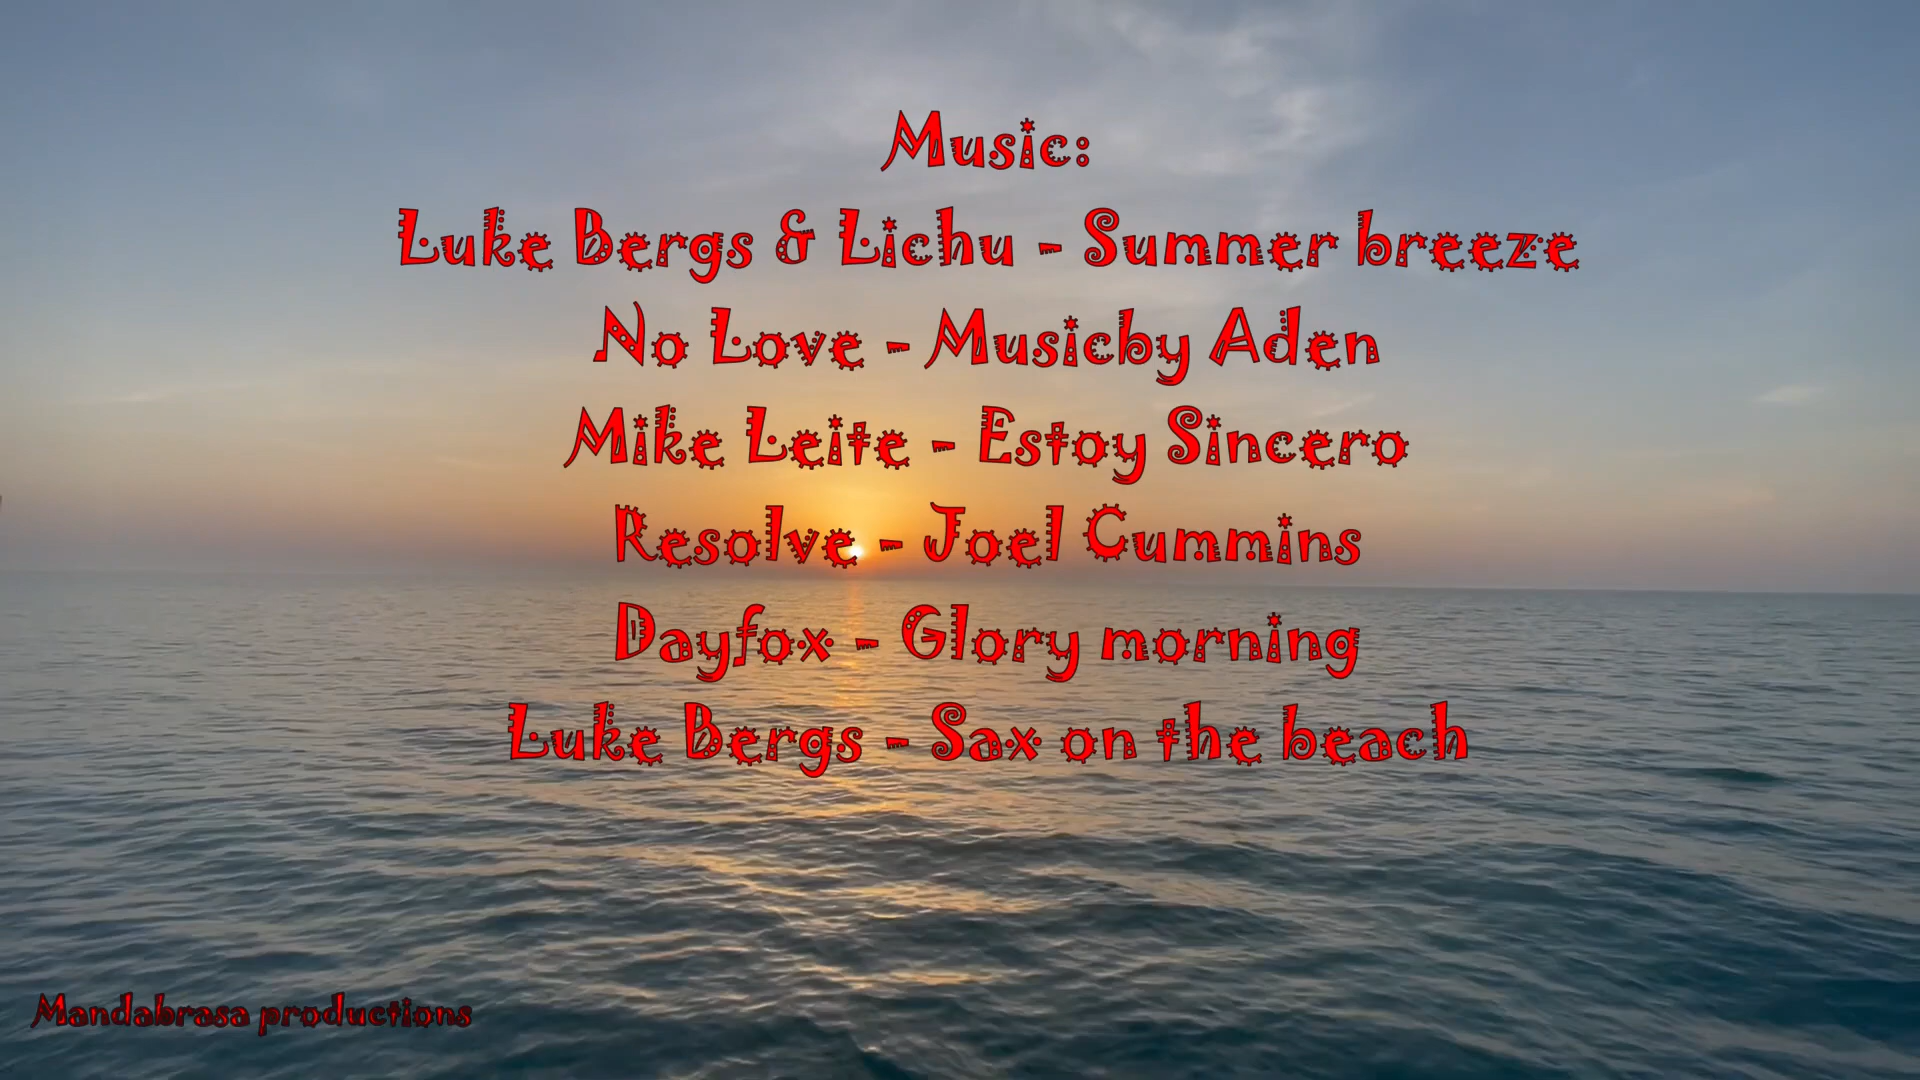 Music:
Luke Bergs & Lichu - Summer breeze
No Love - Musicby Aden
Mike Leite - Estoy Sincero
Resolve - Joel Cummins
Dayfox - Glory morning
Luke Bergs - Sax on the beach
Mandabrasa productions